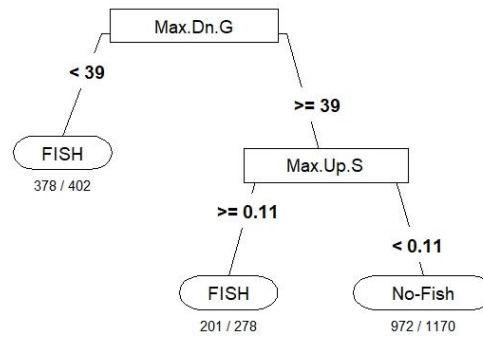 Max.Dn.G
< 39
>= 39
FISH
378 / 402
Max.Up.S
>= 0.11
< 0.11
FISH
No-Fish
201 / 278
972 / 1170